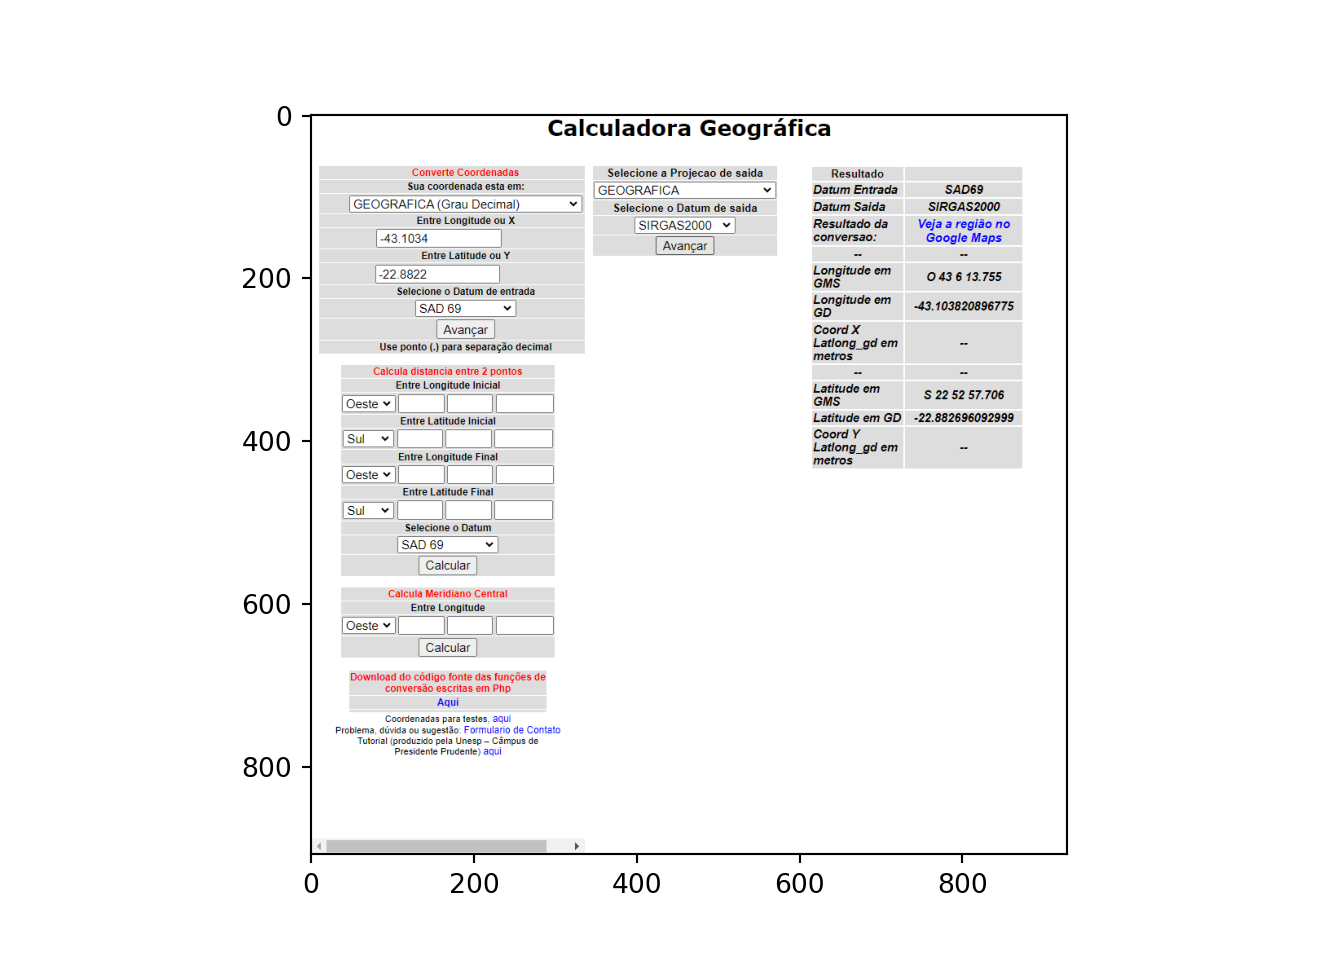 Calculadora Geográfica
Converte Coordenadas
Sua coordenada esta em:
GEOGRAFICA (Grau Decimal)
Entre Longitude ou X
-43.1034
Entre Latitude ou Y
-22.8822
Selecione o Datum de entrada
SAD 69
Avançar
Use ponto (.) para separação decimal
Calcula distancia entre 2 pontos
Entre Longitude Inicial
Oeste
Entre Latitude Inicial
Sul
Entre Longitude Final
Oeste
Entre Latitude Final
Sul
Selecione o Datum
SAD 69
Calcular
Calcula Meridiano Central
Entre Longitude
Oeste
Calcular
Download do código fonte das funções de
conversão escritas em Php
Aqui
Coordenadas para testes, aqui
Problema, dúvida ou sugestão: Formulario de Contato
Tutorial (produzido pela Unesp – Câmpus de
Presidente Prudente) aqui
Selecione a Projecao de saida
GEOGRAFICA
Selecione o Datum de saida
SIRGAS2000
Avançar
Resultado
Datum Entrada SAD69
Datum Saida SIRGAS2000
Resultado da Veja a região no
conversao: Google Maps
-- --
Longitude em
GMS O 43 6 13.755
Longitude em
GD -43.103820896775
Coord X
Latlong_gd em --
metros
-- --
Latitude em
GMS S 22 52 57.706
Latitude em GD -22.882696092999
Coord Y
Latlong_gd em --
metros
0
200
400
600
800
0 200 400 600 800